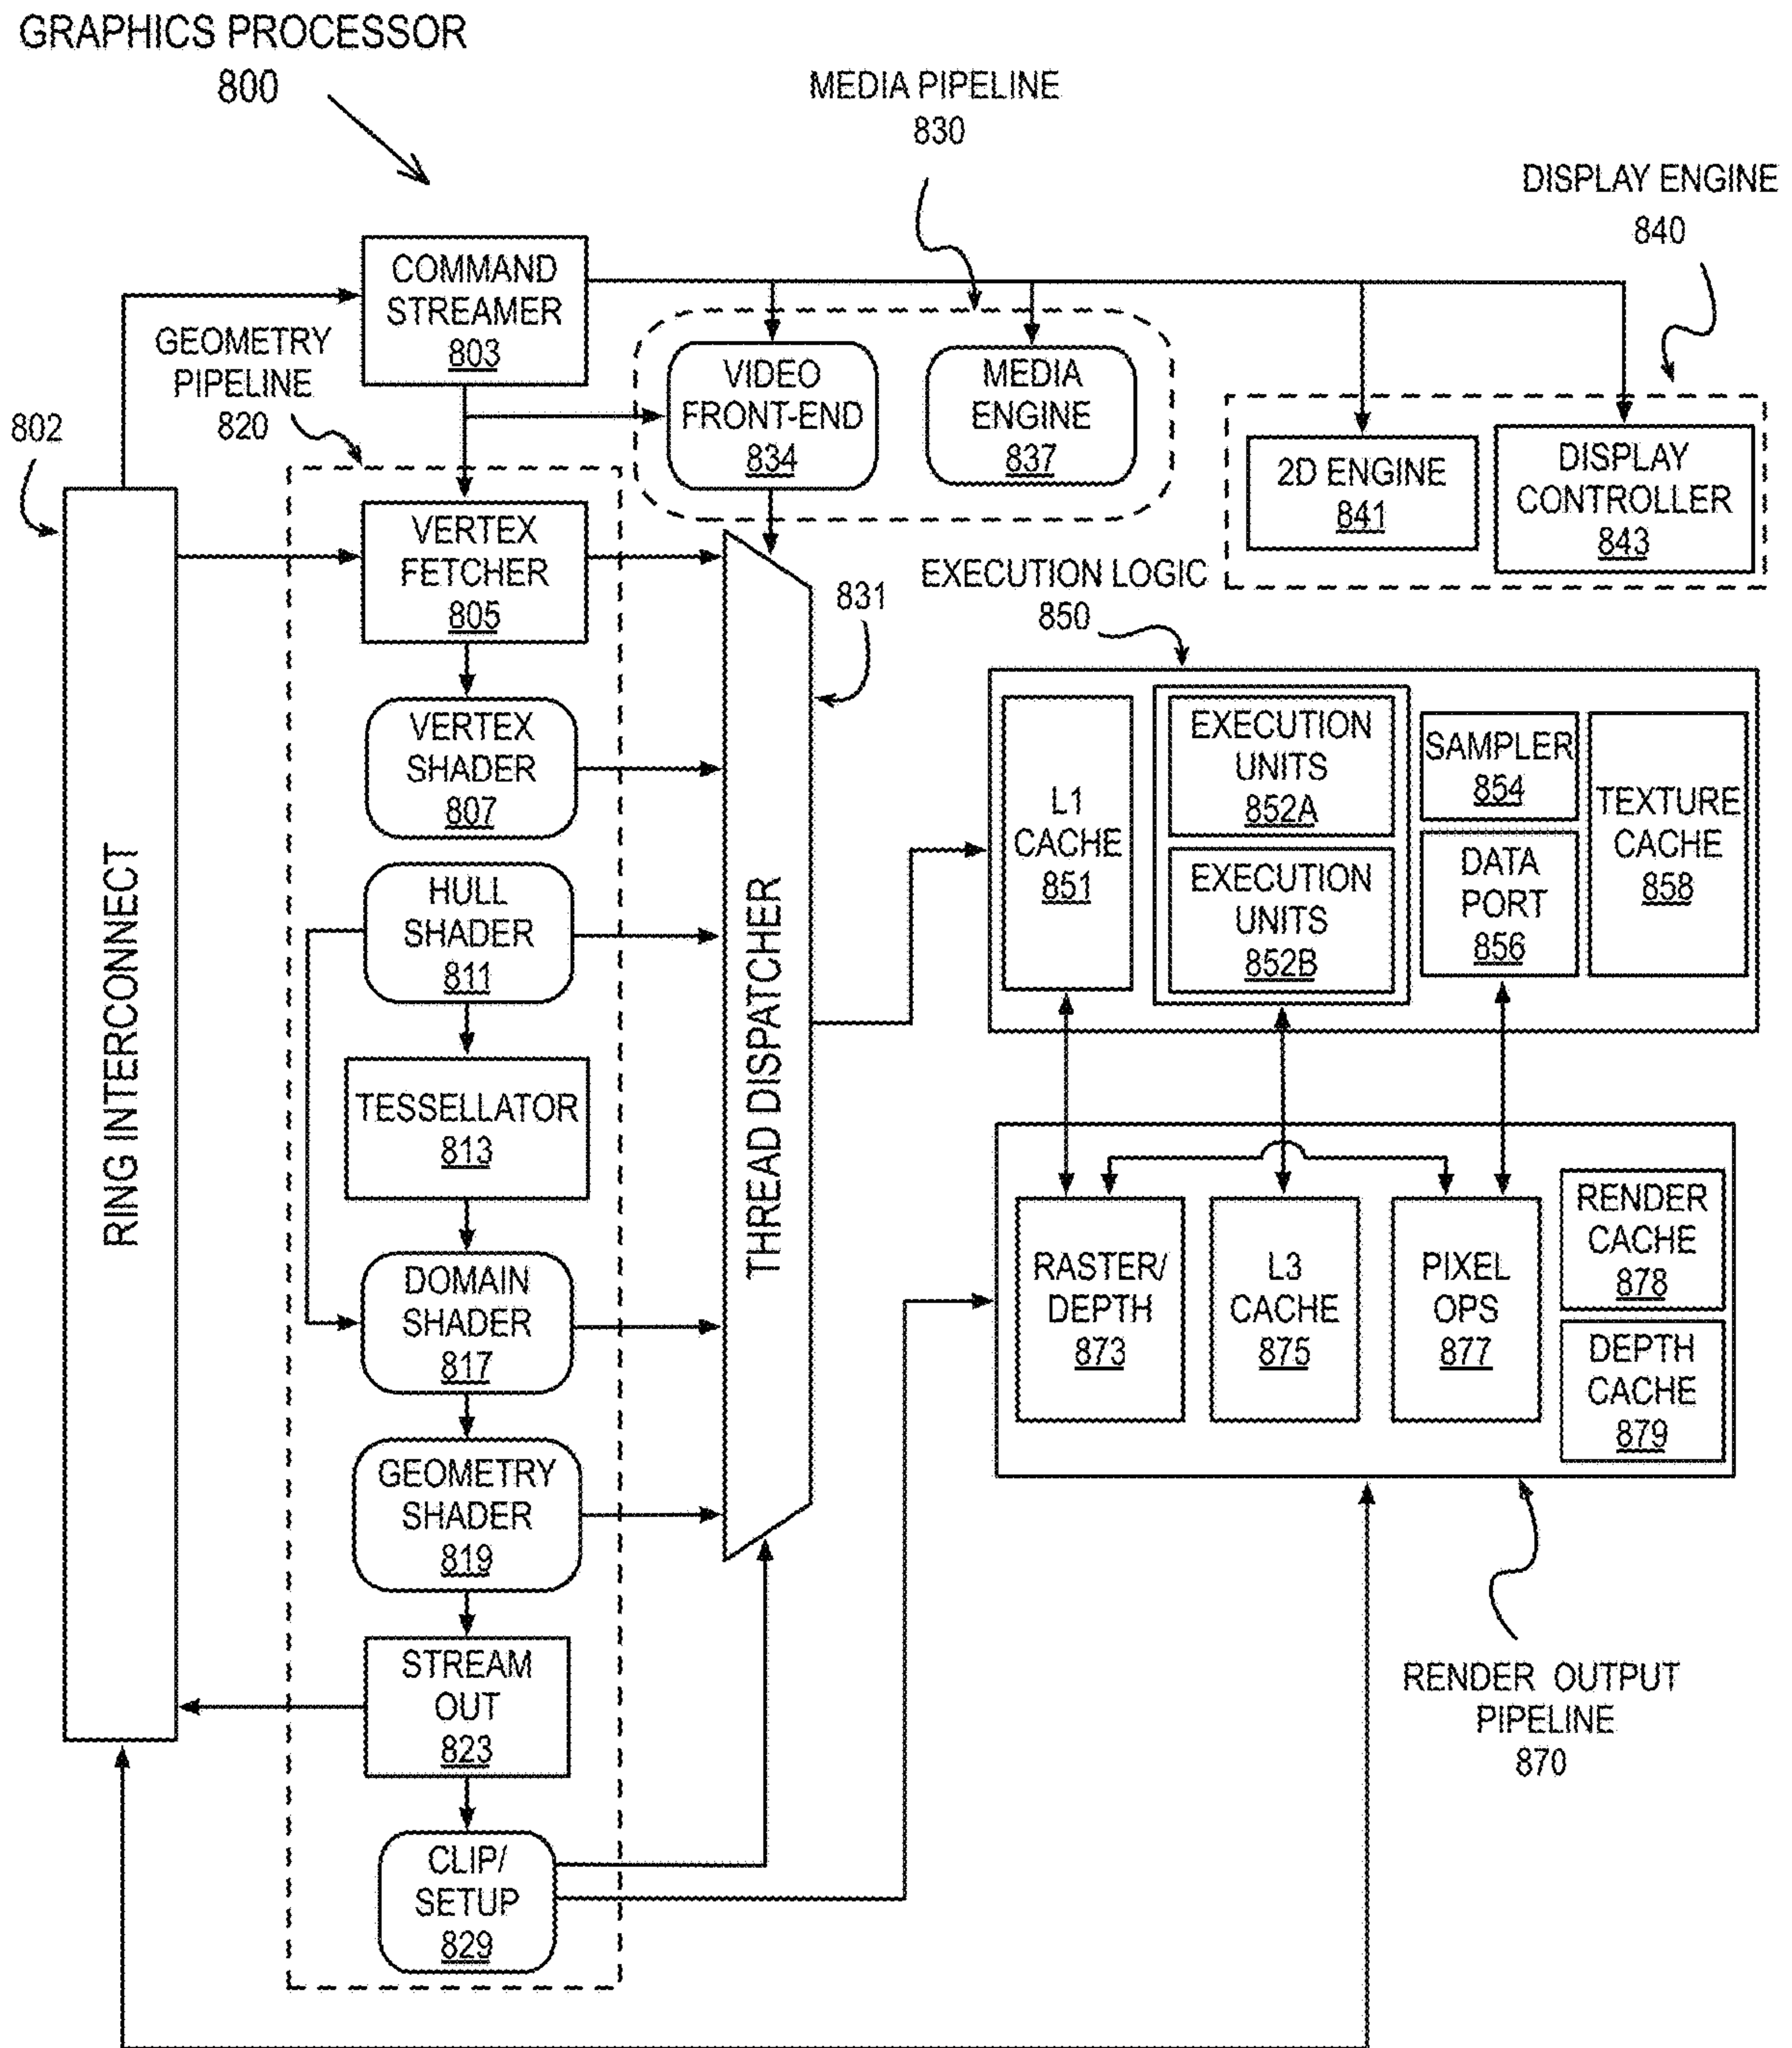 GRAPHICS PROCESSOR
800
MEDIA PIPELINE
830
DISPLAY ENGINE
840
COMMAND
STREAMER
803
GEOMETRY
PIPELINE
820
802
VIDEO
FRONT-END
834
MEDIA
ENGINE
837
2D ENGINE
841
DISPLAY
CONTROLLER
843
RING INTERCONNECT
VERTEX
FETCHER
805
VERTEX
SHADER
807
HULL
SHADER
811
TESSELLATOR
813
DOMAIN
SHADER
817
GEOMETRY
SHADER
819
STREAM
OUT
823
CLIP/
SETUP
829
THREAD DISPATCHER
831
EXECUTION LOGIC
850
L1
CACHE
851
EXECUTION
UNITS
852A
EXECUTION
UNITS
852B
SAMPLER
854
DATA
PORT
856
TEXTURE
CACHE
858
RASTER/
DEPTH
873
L3
CACHE
875
PIXEL
OPS
877
RENDER
CACHE
878
DEPTH
CACHE
879
RENDER OUTPUT
PIPELINE
870